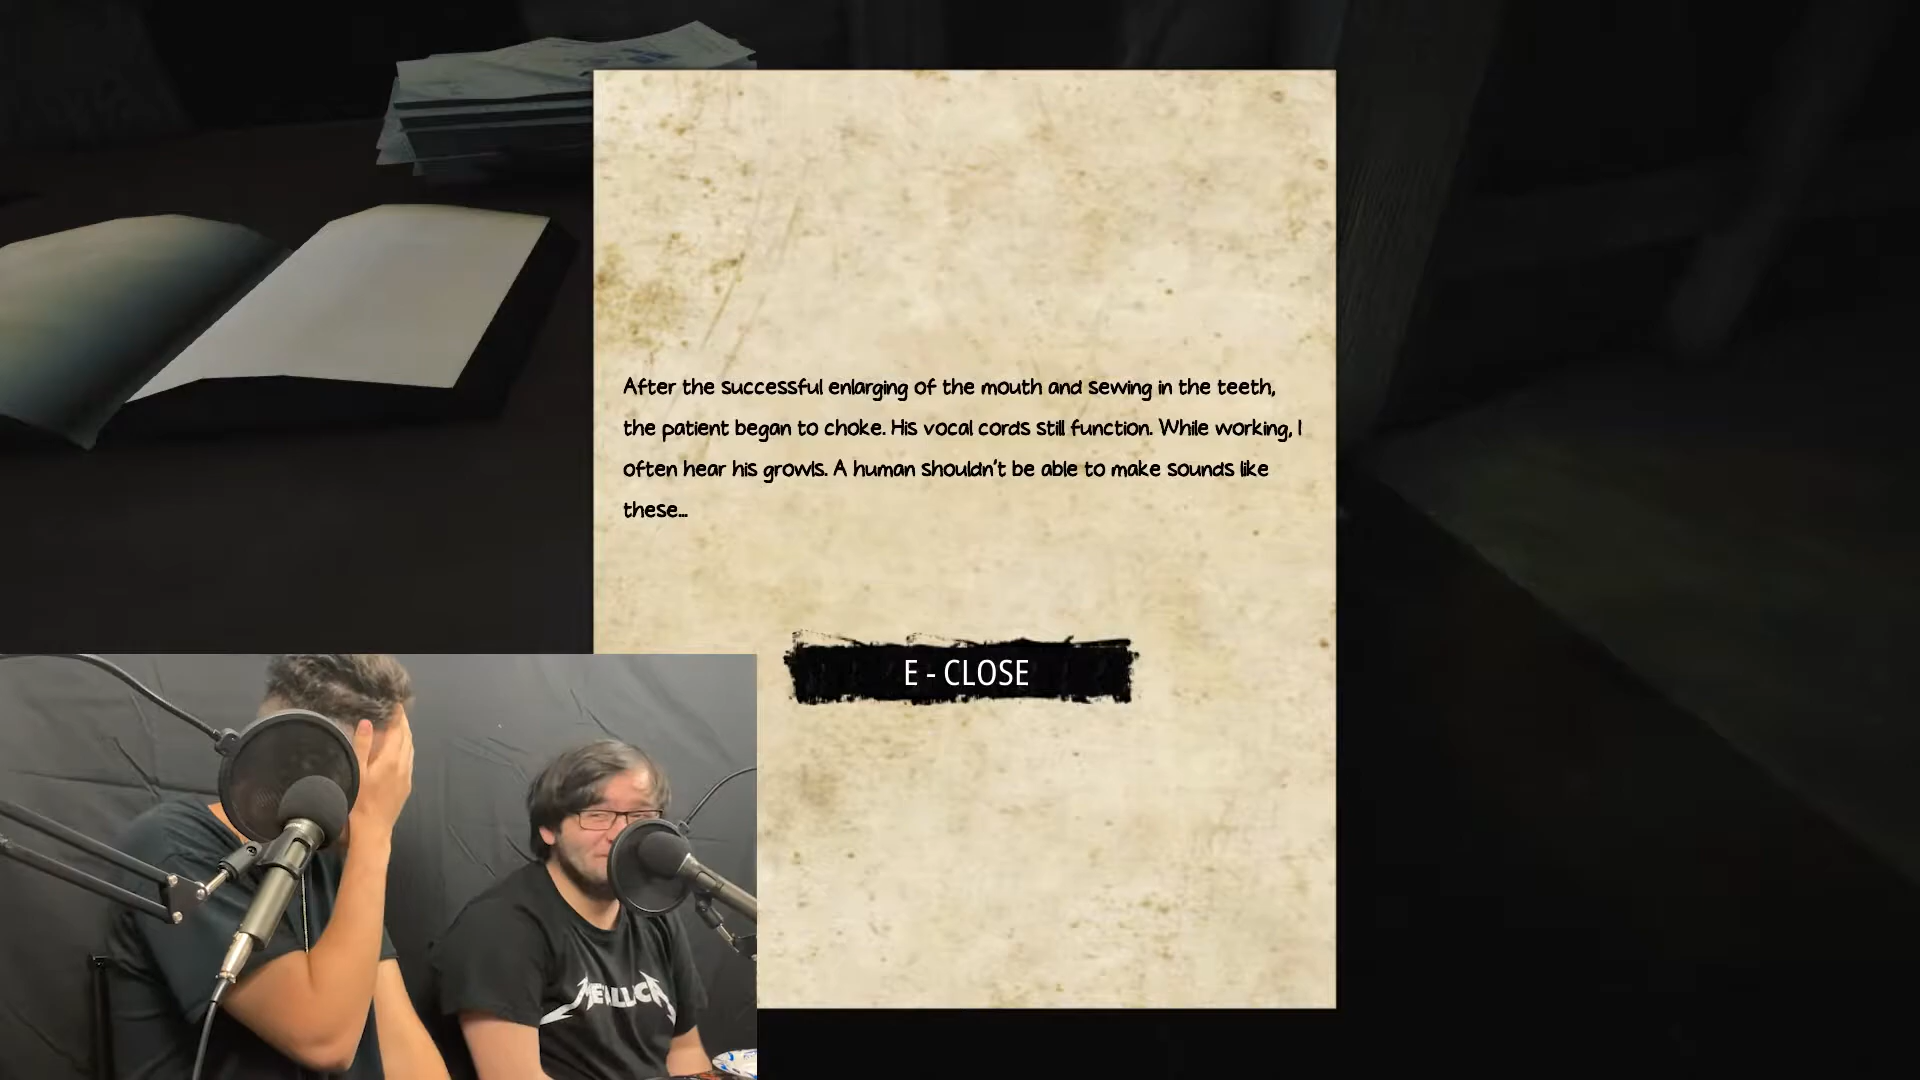 After the successful enlarging of the mouth and sewing in the teeth,
the patient began to choke. His vocal cords still function. While working, I
often hear his growls. A human shouldn't be able to make sounds like
these...
E - CLOSE
METALLICA